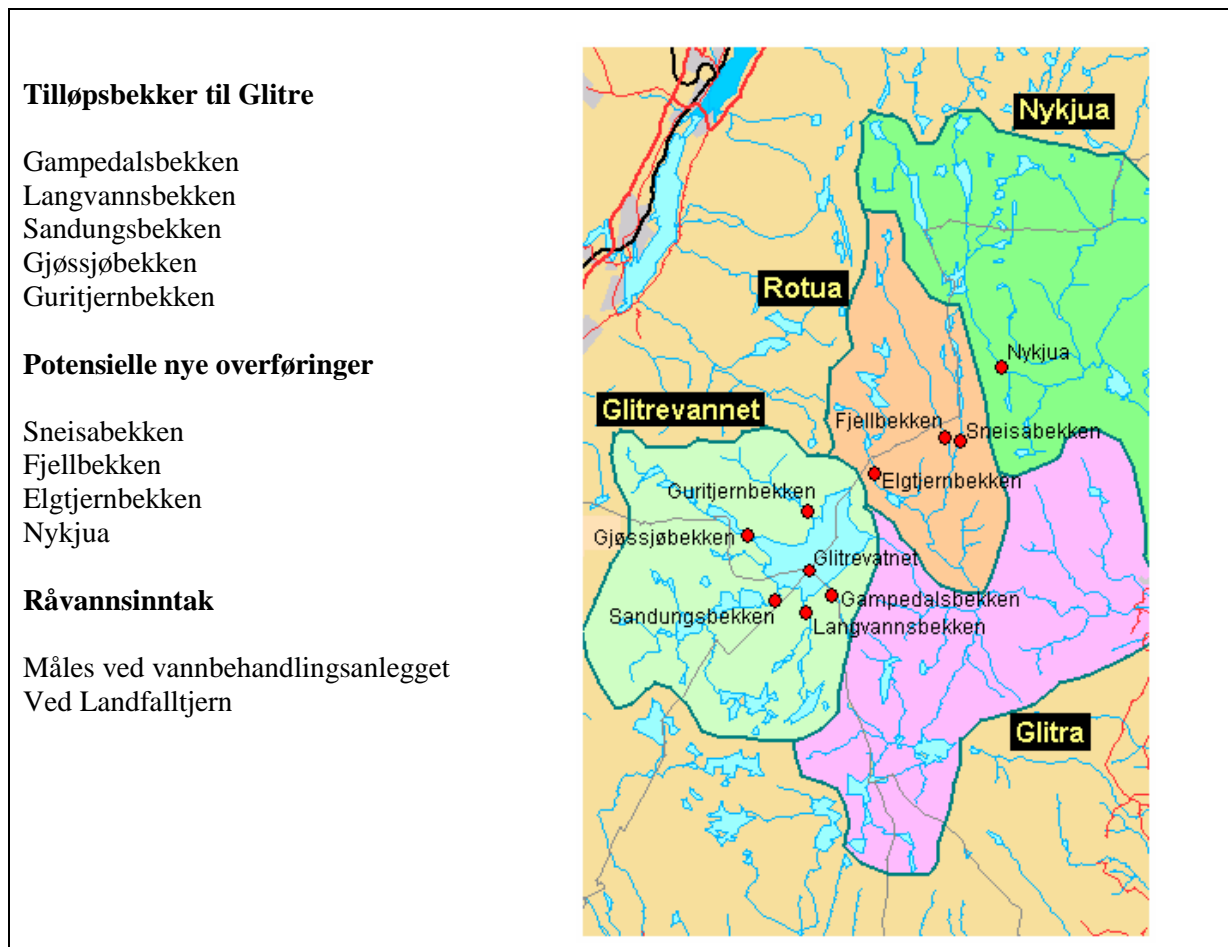 Tilløpsbekker til Glitre
Gampedalsbekken
Langvannsbekken
Sandungsbekken
Gjøssjøbekken
Guritjernbekken
Potensielle nye overføringer
Sneisabekken
Fjellbekken
Elgtjernbekken
Nykjua
Råvannsinntak
Måles ved vannbehandlingsanlegget
Ved Landfalltjern
Nykjua
Rotua
Nykjua
Glitrevannet
Fjellbekken
Sneisabekken
Elgtjernbekken
Guritjernbekken
Gjøssjøbekken
Glitrevatnet
Gampedalsbekken
Sandungsbekken
Langvannsbekken
Glitra